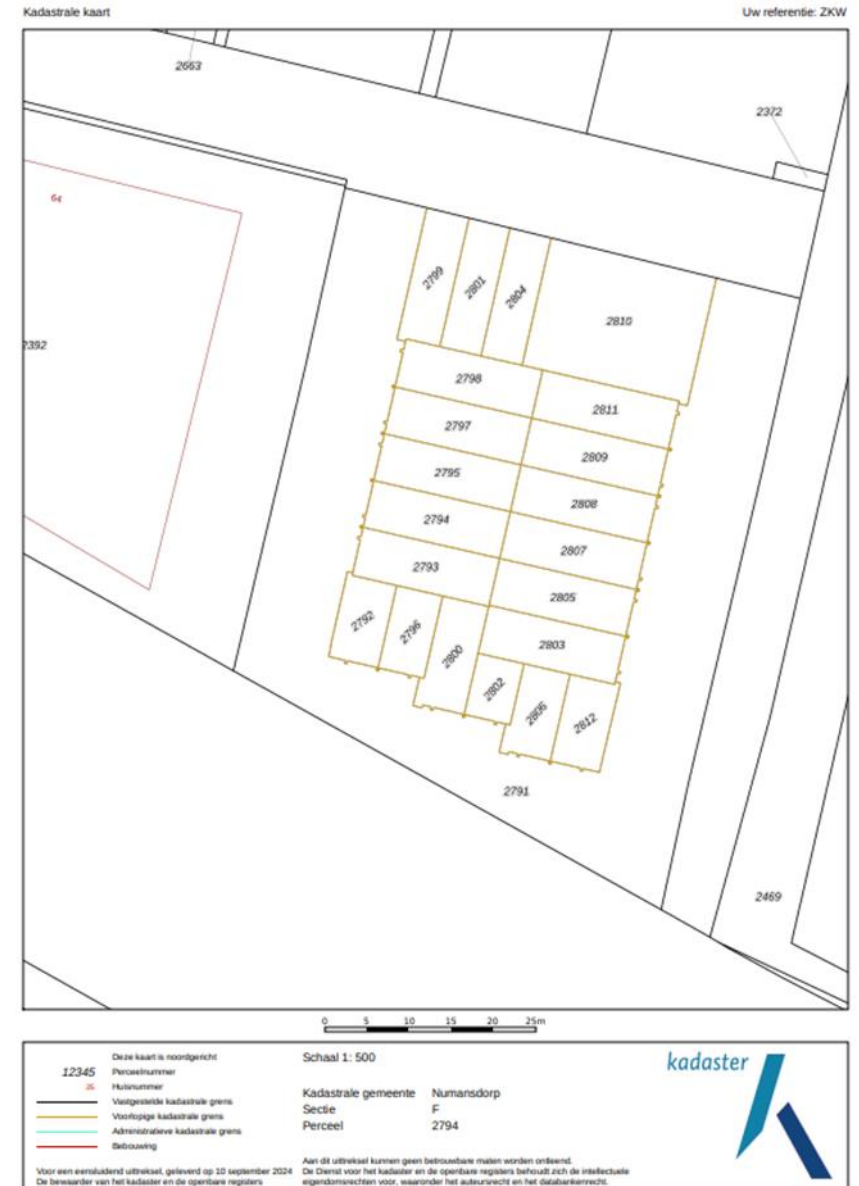 Kadastrale kaart
Uw referentie: ZKW
2663
2372
64
2799
2801
2804
2810
2392
2798
2811
2797
2809
2795
2808
2794
2807
2793
2805
2792
2796
2800
2803
2802
2806
2812
2791
2469
0 5 10 15 20 25m
Deze kaart is noordgericht
12345 Perceelnummer
25 Huisnummer
Vastgestelde kadastrale grens
Voorlopige kadastrale grens
Administratieve kadastrale grens
Bebouwing
Voor een eensluidend uittreksel, geleverd op 10 september 2024
De bewaarder van het kadaster en de openbare registers
Schaal 1: 500
Kadastrale gemeente Numansdorp
Sectie F
Perceel 2794
Aan dit uittreksel kunnen geen betrouwbare maten worden ontleend.
De Dienst voor het kadaster en de openbare registers behoudt zich de intellectuele
eigendomsrechten voor, waaronder het auteursrecht en het databankenrecht.
kadaster